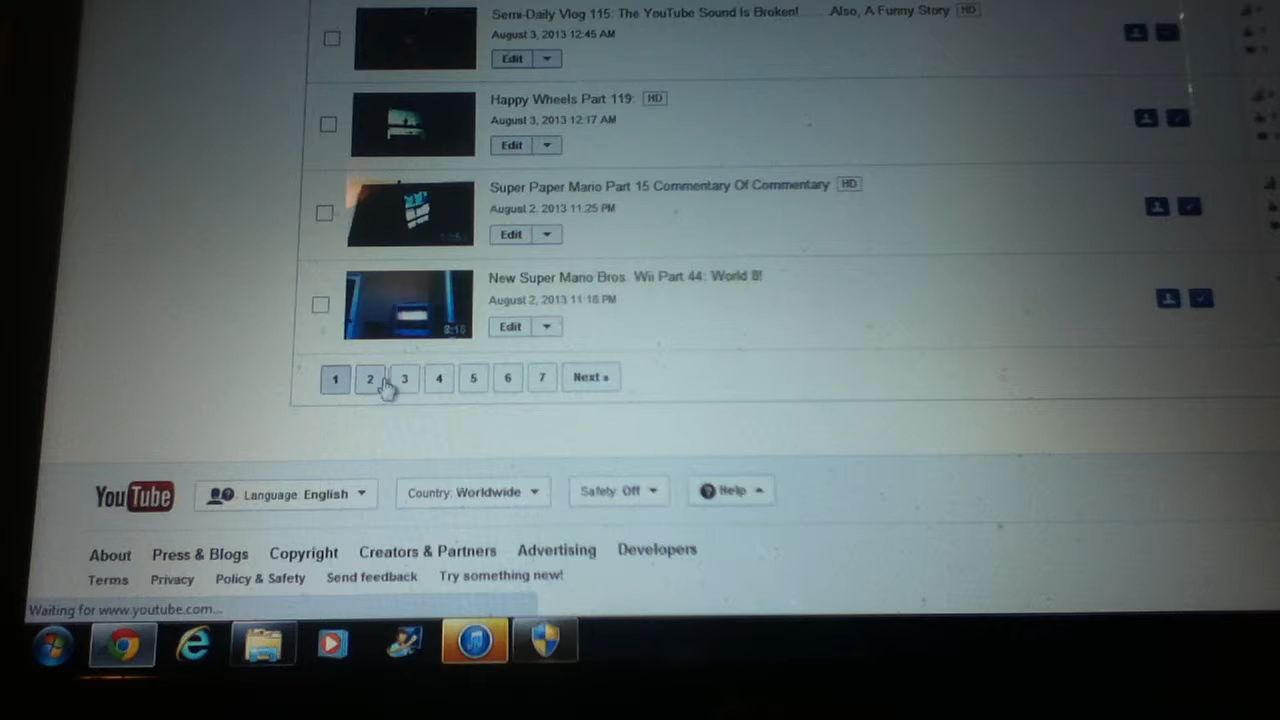 Semi-Daily Vlog 115: The YouTube Sound Is Broken! .Also, A Funny Story HD
August 3, 2013 12:45 AM
Edit
Happy Wheels Part 119: HD
August 3, 2013 12:17 AM
Edit
Super Paper Mario Part 15 Commentary Of Commentary HD
August 2, 2013 11:25 PM
Edit
New Super Mario Bros. Wii Part 44: World 8!
August 2, 2013 11:18 PM
8:18
Edit
1 2 3 4 5 6 7 Next »
YouTube Language: English Country: Worldwide Safety: Off Help
About Press & Blogs Copyright Creators & Partners Advertising Developers
Terms Privacy Policy & Safety Send feedback Try something new!
Waiting for www.youtube.com...